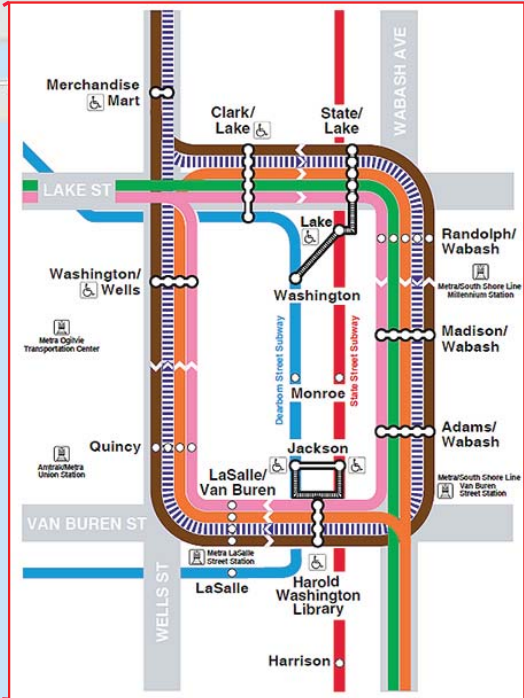 WABASH AVE
Merchandise
Mart
Clark/
Lake
State/
Lake
LAKE ST
Lake
Randolph/
Wabash
Metra/South Shore Line
Millennium Station
Washington/
Wells
Washington
Metra Ogilvie
Transportation Center
Dearborn Street Subway
State Street Subway
Madison/
Wabash
Monroe
Quincy
Adams/
Wabash
Jackson
Amtrak/Metra
Union Station
LaSalle/
Van Buren
Metra/South Shore Line
Van Buren
Street Station
VAN BUREN ST
Metra LaSalle
Street Station
LaSalle
WELLS ST
Harold
Washington
Library
Harrison